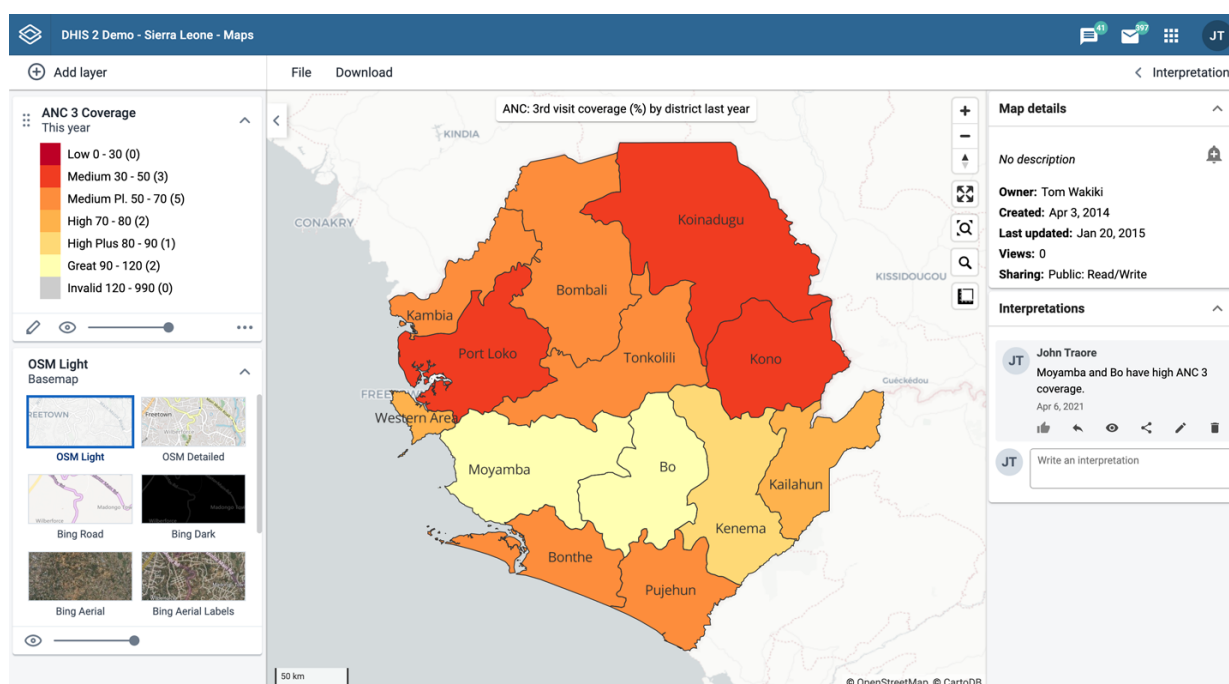 DHIS 2 Demo - Sierra Leone - Maps
41
397
JT
Add layer
File
Download
Interpretation
ANC 3 Coverage
This year
Low 0 - 30 (0)
Medium 30 - 50 (3)
Medium Pl. 50 - 70 (5)
High 70 - 80 (2)
High Plus 80 - 90 (1)
Great 90 - 120 (2)
Invalid 120 - 990 (0)
OSM Light
Basemap
REETOWN
Freetown
OSM Light
OSM Detailed
Wilberforce
Madonga
Bing Road
Bing Dark
Bing Aerial
Bing Aerial Labels
ANC: 3rd visit coverage (%) by district last year
KINDIA
CONAKRY
KISSIDOUGOU
Guéckédou
Koinadugu
Bombali
Kambia
Port Loko
Tonkolili
Kono
FREE
Western Area
Moyamba
Bo
Kailahun
Kenema
Bonthe
Pujehun
50 km
© OpenStreetMap, © CartoDB
Map details
No description
Owner: Tom Wakiki
Created: Apr 3, 2014
Last updated: Jan 20, 2015
Views: 0
Sharing: Public: Read/Write
Interpretations
JT
John Traore
Moyamba and Bo have high ANC 3
coverage.
Apr 6, 2021
JT
Write an interpretation